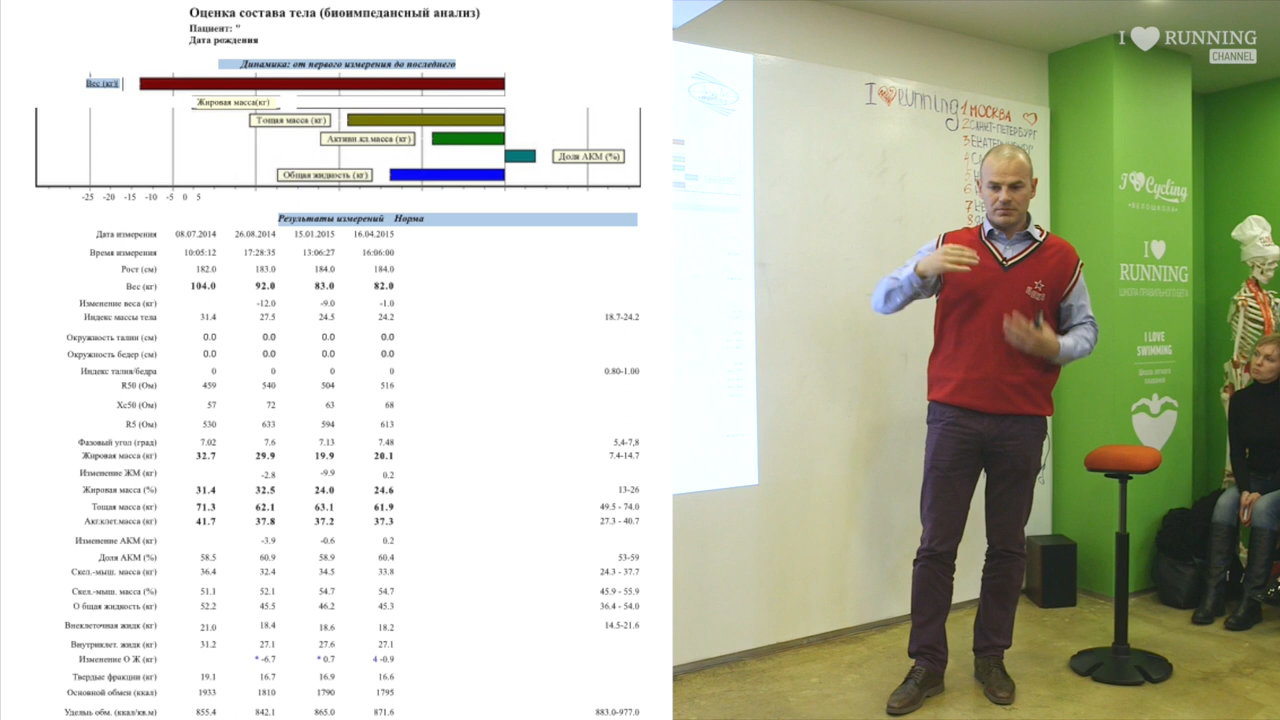 Оценка состава тела (биоимпедансный анализ)
Пациент: "
Дата рождения
Динамика: от первого измерения до последнего
Вес (кг)
Жировая масса(кг)
Тощая масса (кг)
Активн.кл.масса (кг)
Доля АКМ (%)
Общая жидкость (кг)
-25 -20 -15 -10 -5 0 5
Результаты измерений Норма
Дата измерения 08.07.2014 26.08.2014 15.01.2015 16.04.2015
Время измерения 10:05:12 17:28:35 13:06:27 16:06:00
Рост (см) 182.0 183.0 184.0 184.0
Вес (кг) 104.0 92.0 83.0 82.0
Изменение веса (кг) -12.0 -9.0 -1.0
Индекс массы тела 31.4 27.5 24.5 24.2 18.7-24.2
Окружность талии (см) 0.0 0.0 0.0 0.0
Окружность бедер (см) 0.0 0.0 0.0 0.0
Индекс талия/бедра 0 0 0 0 0.80-1.00
R50 (Ом) 459 540 504 516
Xc50 (Ом) 57 72 63 68
R5 (Ом) 530 633 594 613
Фазовый угол (град) 7.02 7.6 7.13 7.48 5,4-7,8
Жировая масса (кг) 32.7 29.9 19.9 20.1 7.4-14.7
Изменение ЖМ (кг) -2.8 -9.9 0.2
Жировая масса (%) 31.4 32.5 24.0 24.6 13-26
Тощая масса (кг) 71.3 62.1 63.1 61.9 49.5 - 74.0
Акт.клет.масса (кг) 41.7 37.8 37.2 37.3 27.3 - 40.7
Изменение АКМ (кг) -3.9 -0.6 0.2
Доля АКМ (%) 58.5 60.9 58.9 60.4 53-59
Скел.-мыш. масса (кг) 36.4 32.4 34.5 33.8 24.3 - 37.7
Скел.-мыш. масса (%) 51.1 52.1 54.7 54.7 45.9 - 55.9
О бщая жидкость (кг) 52.2 45.5 46.2 45.3 36.4 - 54.0
Внеклеточная жидк (кг) 21.0 18.4 18.6 18.2 14.5-21.6
Внутриклет. жидк (кг) 31.2 27.1 27.6 27.1
Изменение О Ж (кг) * -6.7 * 0.7 4 -0.9
Твердые фракции (кг) 19.1 16.7 16.9 16.6
Основной обмен (ккал) 1933 1810 1790 1795
Удельн обм. (ккал/кв.м) 855.4 842.1 865.0 871.6 883.0-977.0
I RUNNING
CHANNEL
I Running
1 МОСКВА
2 САНКТ-ПЕТЕРБУРГ
3
4
5
6
7
8
I Cycling
ВЕЛОШКОЛА
I
RUNNING
ШКОЛА ПРАВИЛЬНОГО БЕГА
I LOVE
SWIMMING
Школа легкого
плавания